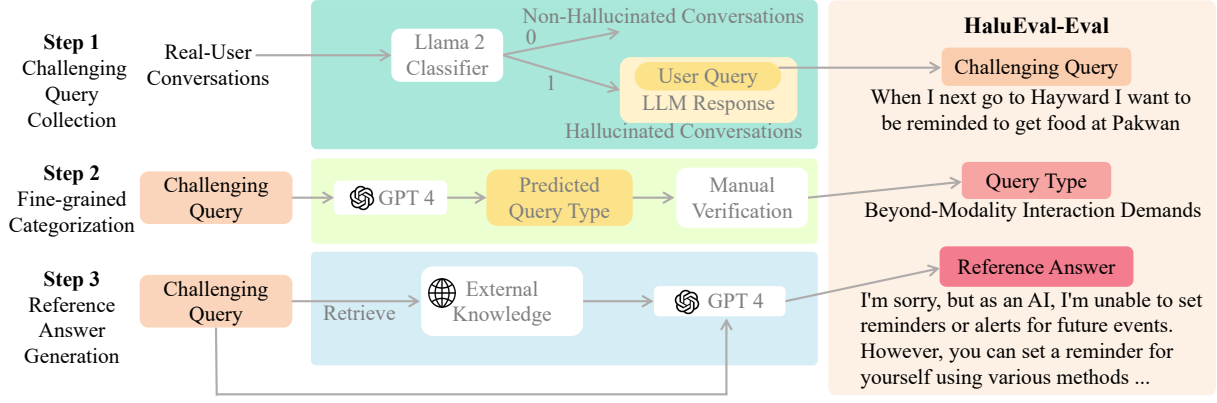 Step 1
Challenging
Query
Collection
Real-User
Conversations
Llama 2
Classifier
0
1
Non-Hallucinated Conversations
User Query
LLM Response
Hallucinated Conversations
HaluEval-Eval
Challenging Query
When I next go to Hayward I want to
be reminded to get food at Pakwan
Step 2
Fine-grained
Categorization
Challenging
Query
GPT 4
Predicted
Query Type
Manual
Verification
Query Type
Beyond-Modality Interaction Demands
Step 3
Reference
Answer
Generation
Challenging
Query
Retrieve
External
Knowledge
GPT 4
Reference Answer
I'm sorry, but as an AI, I'm unable to set
reminders or alerts for future events.
However, you can set a reminder for
yourself using various methods ...